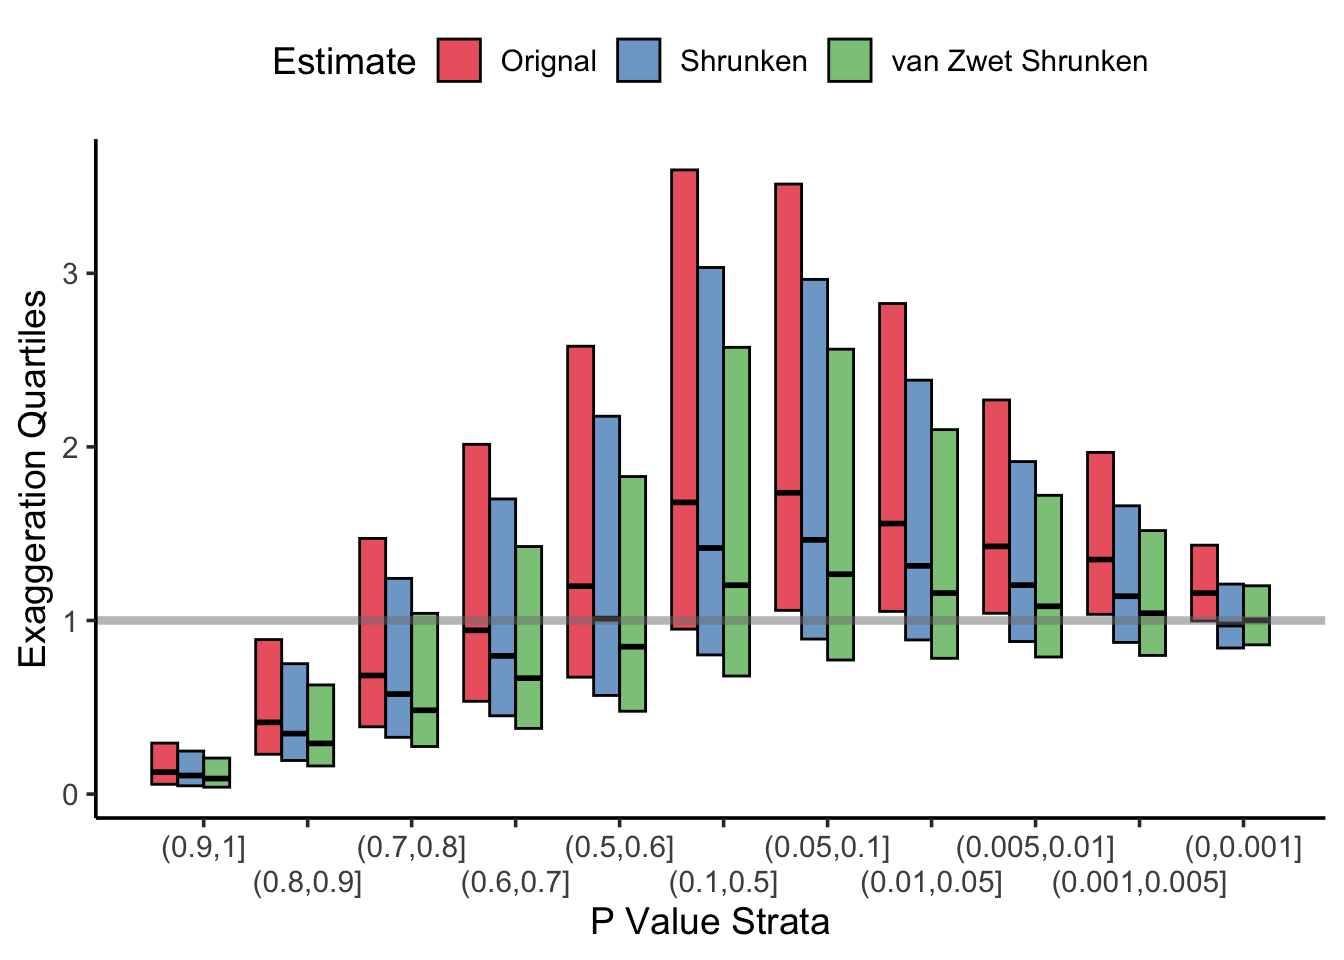 Estimate Orignal Shrunken van Zwet Shrunken
Exaggeration Quartiles
3
2
1
0
(0.9,1] (0.7,0.8] (0.5,0.6] (0.05,0.1] (0.005,0.01] (0,0.001]
(0.8,0.9] (0.6,0.7] (0.1,0.5] (0.01,0.05] (0.001,0.005]
P Value Strata